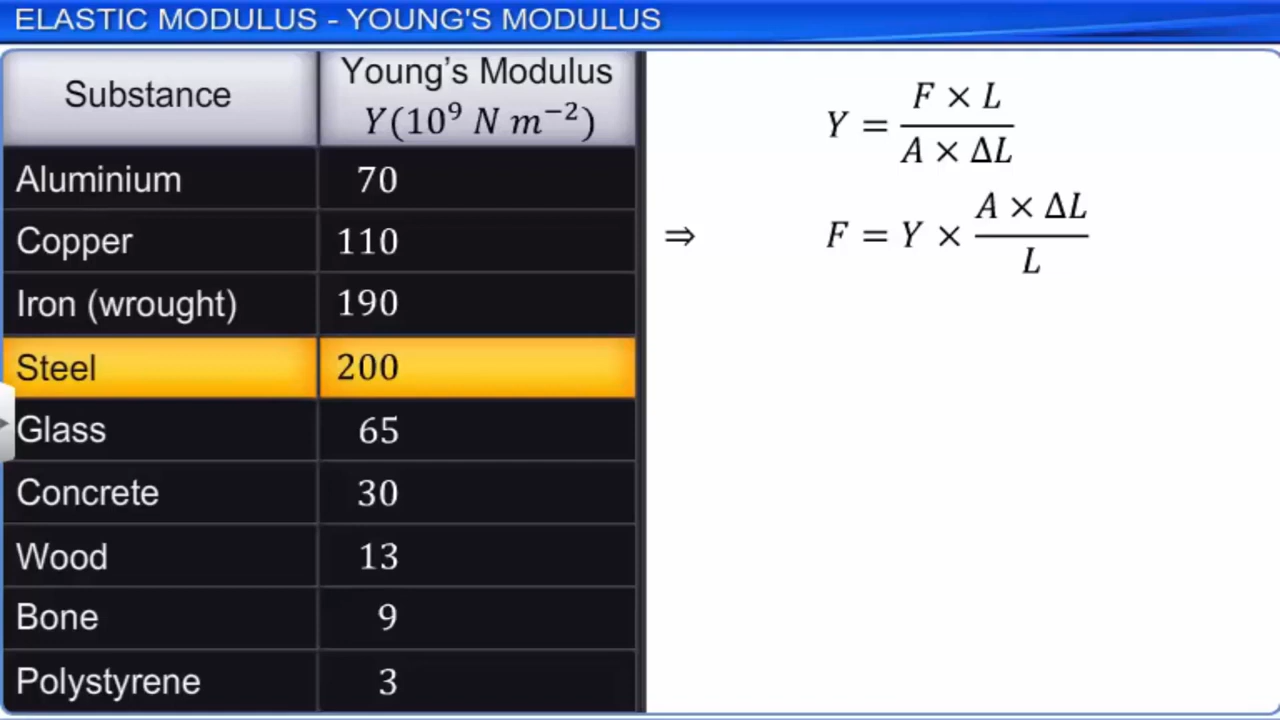 ELASTIC MODULUS - YOUNG'S MODULUS
Substance Young's Modulus
Y(10⁹ N m⁻²)
Aluminium 70
Copper 110
Iron (wrought) 190
Steel 200
Glass 65
Concrete 30
Wood 13
Bone 9
Polystyrene 3
Y = F × L / A × ΔL
⇒ F = Y × A × ΔL / L